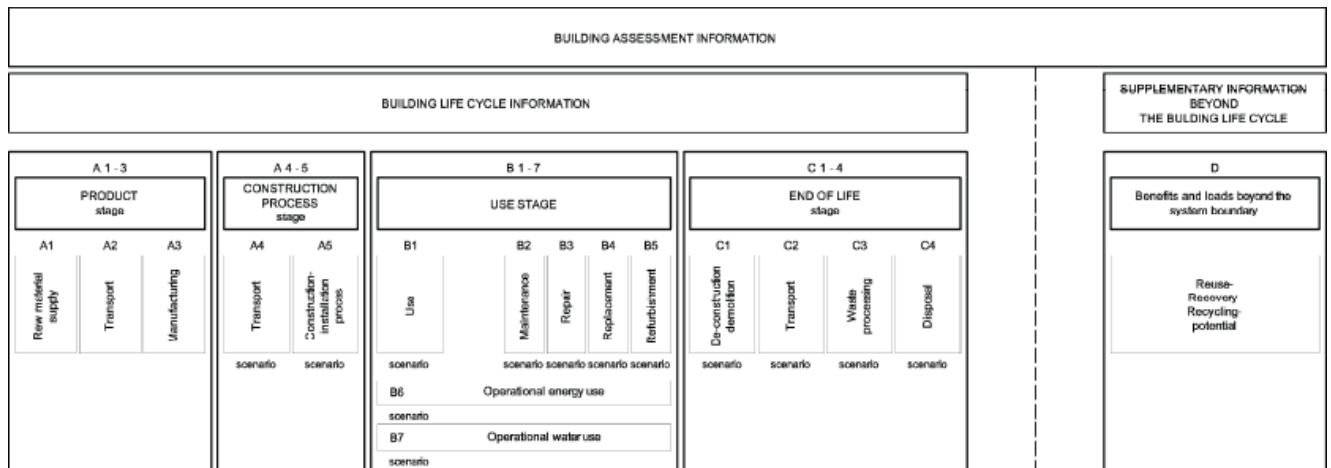 BUILDING ASSESSMENT INFORMATION
BUILDING LIFE CYCLE INFORMATION
SUPPLEMENTARY INFORMATION
BEYOND
THE BULDING LIFE CYCLE
A 1 - 3
PRODUCT
stage
A1
A2
A3
Raw material
supply
Transport
Manufacturing
A 4 - 5
CONSTRUCTION
PROCESS
stage
A4
A5
Transport
Construction-
installation
proces
scenario
scenario
B 1 - 7
USE STAGE
B1
B2
B3
B4
B5
Use
Maintenance
Repair
Replacement
Refurbishment
scenario
scenario
scenario
scenario
scenario
B6
Operational energy use
scenario
B7
Operational water use
scenario
C 1 - 4
END OF LIFE
stage
C1
C2
C3
C4
De-construction
demolition
Transport
Waste
processing
Disposal
scenario
scenario
scenario
scenario
D
Benefits and loads beyond the
system boundary
Reuse-
Recovery
Recycling-
potential